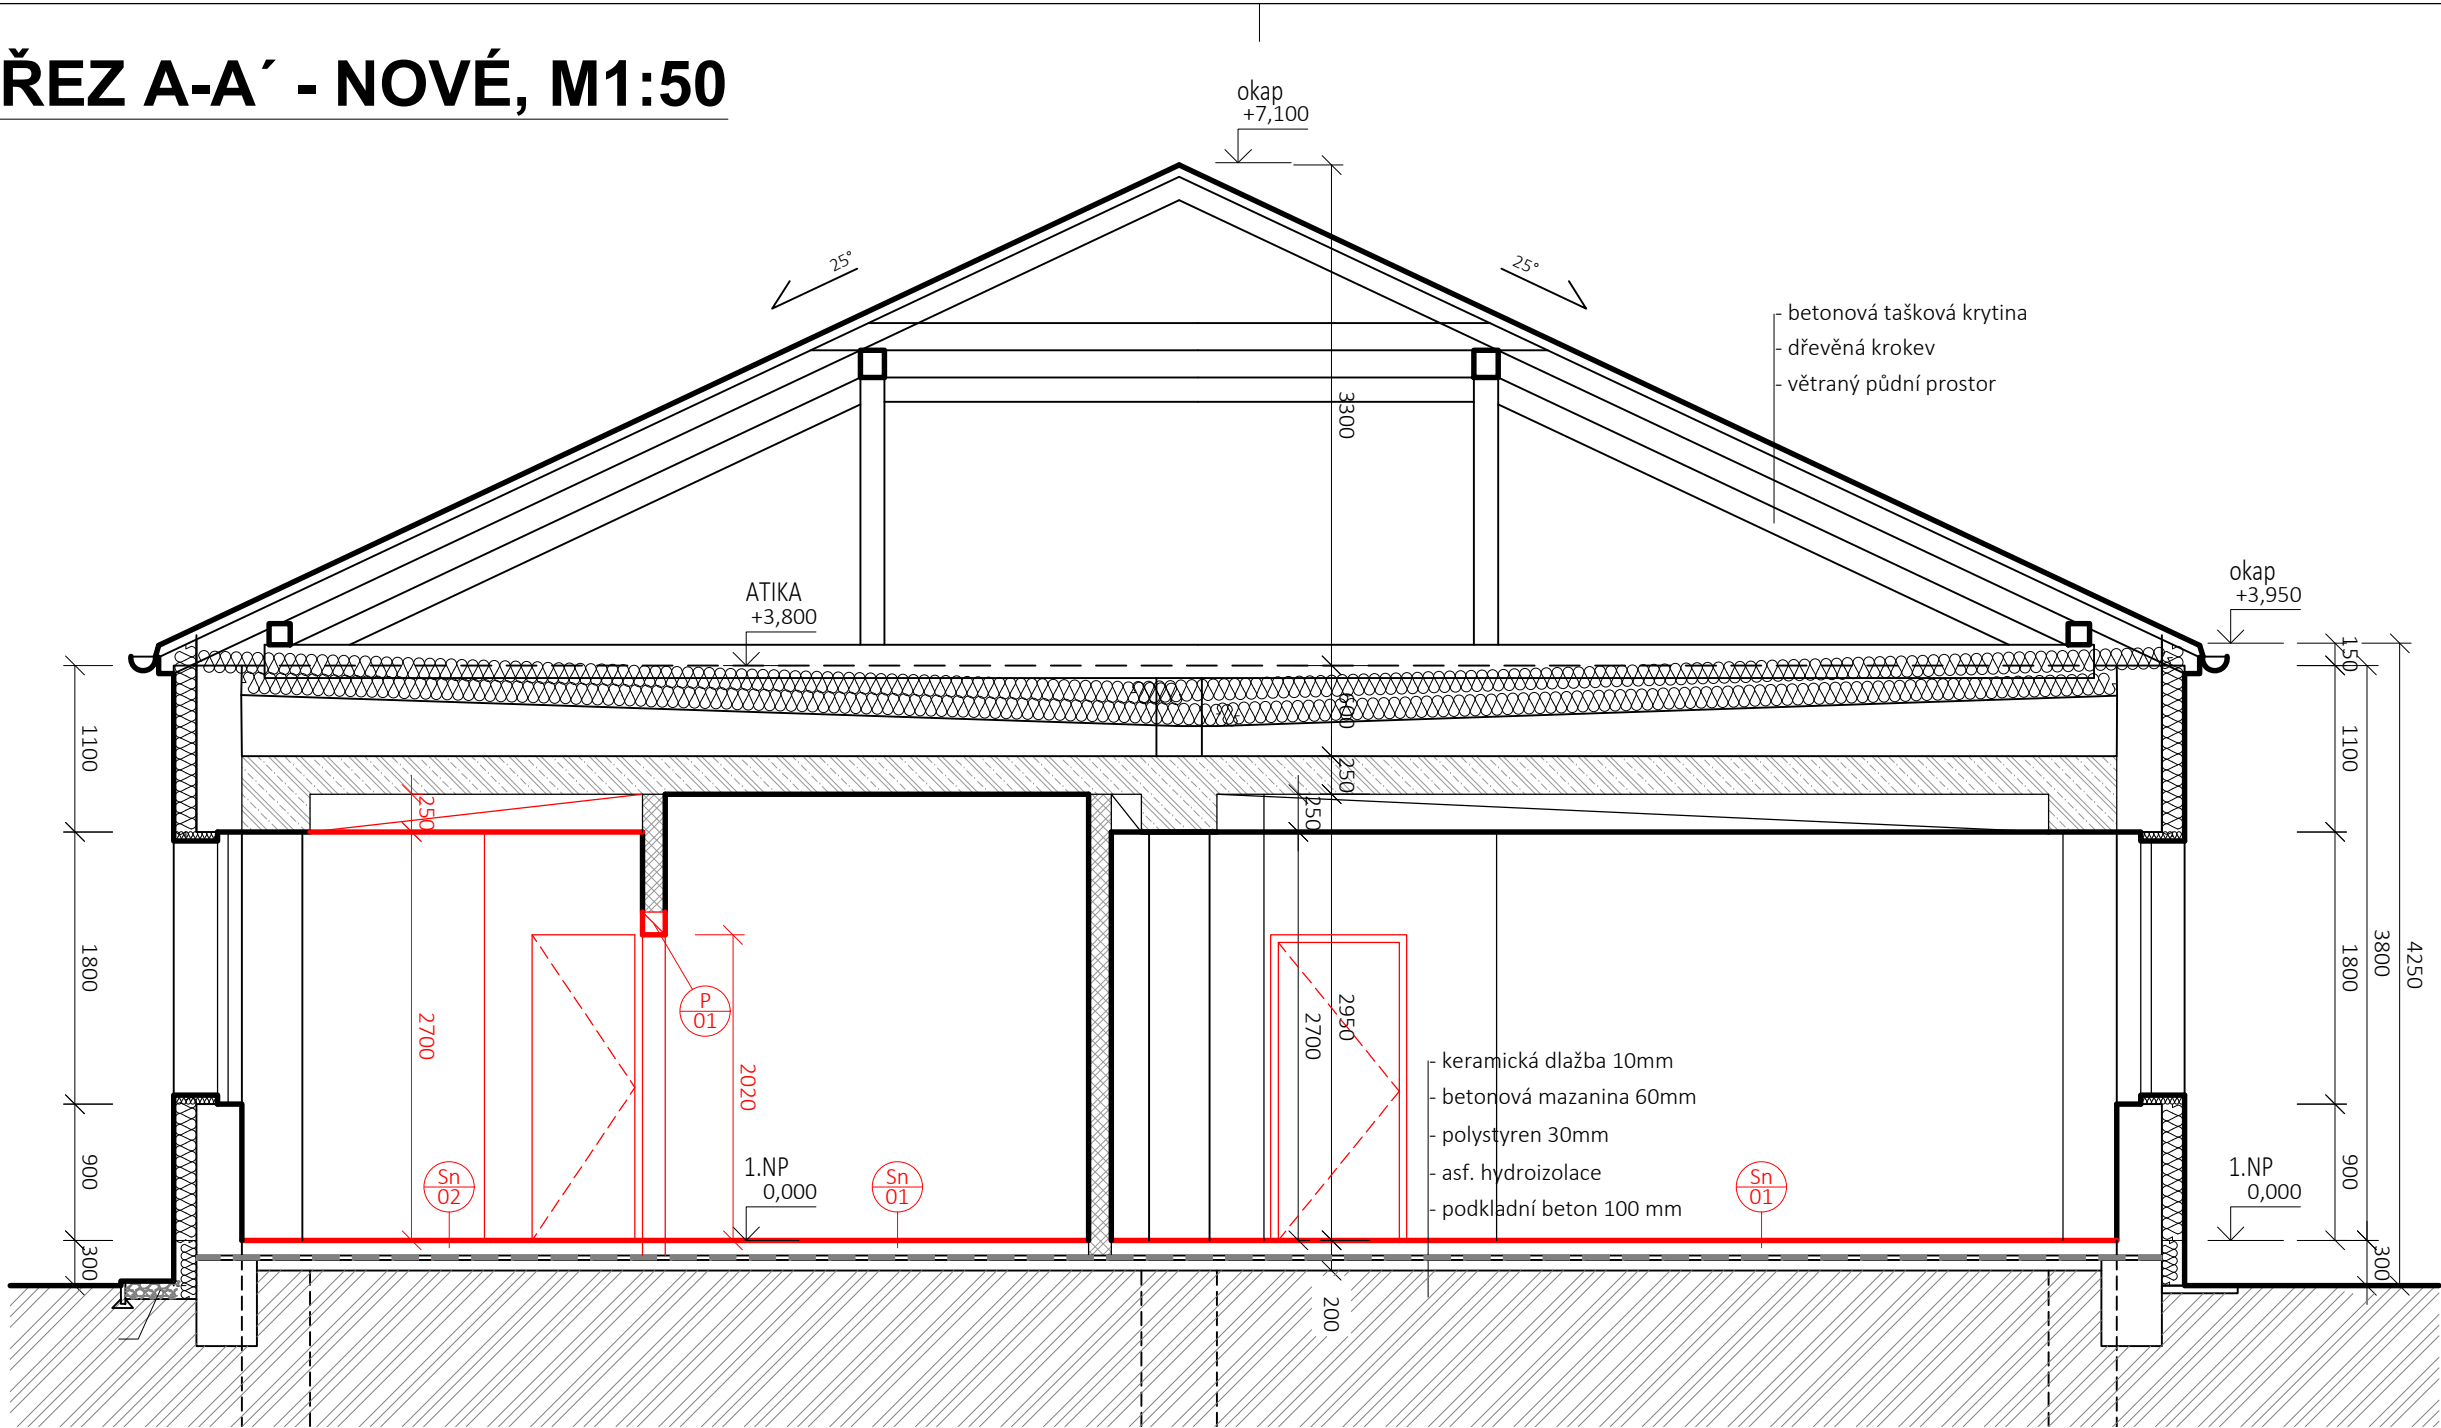 ŘEZ A-A´ - NOVÉ, M1:50
okap
+7,100
25°
25°
- betonová tašková krytina
- dřevěná krokev
- větraný půdní prostor
3300
ATIKA
+3,800
okap
+3,950
150
1100
600
250
1100
250
250
1800
2700
P
01
2020
2950
2700
1800
3800
4250
- keramická dlažba 10mm
- betonová mazanina 60mm
- polystyren 30mm
- asf. hydroizolace
- podkladní beton 100 mm
900
Sn
02
1.NP
0,000
Sn
01
Sn
01
900
1.NP
0,000
300
300
200